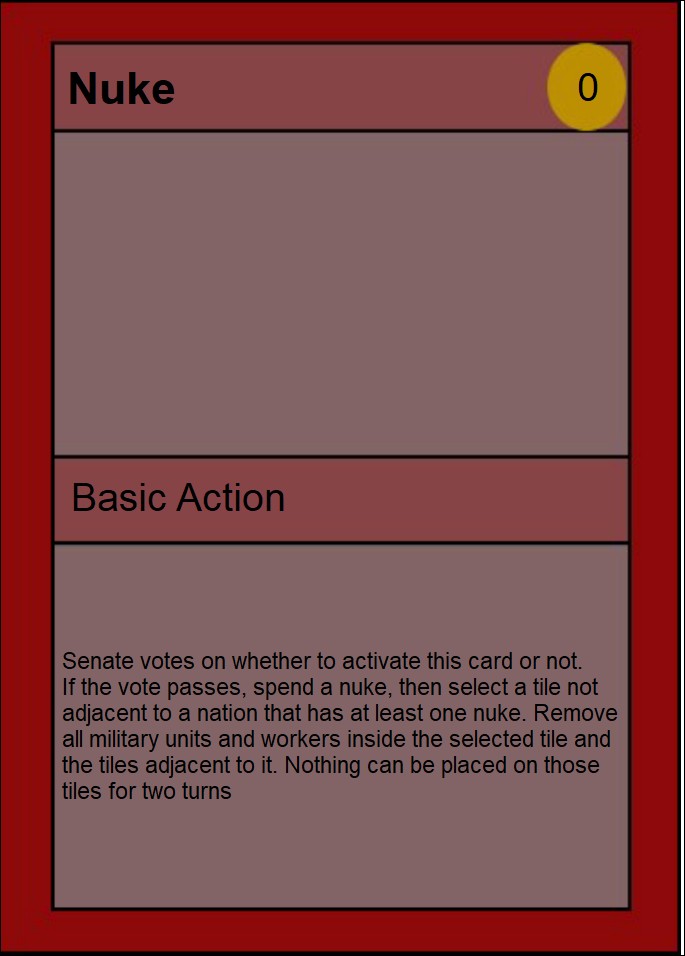 Nuke
0
Basic Action
Senate votes on whether to activate this card or not.
If the vote passes, spend a nuke, then select a tile not
adjacent to a nation that has at least one nuke. Remove
all military units and workers inside the selected tile and
the tiles adjacent to it. Nothing can be placed on those
tiles for two turns